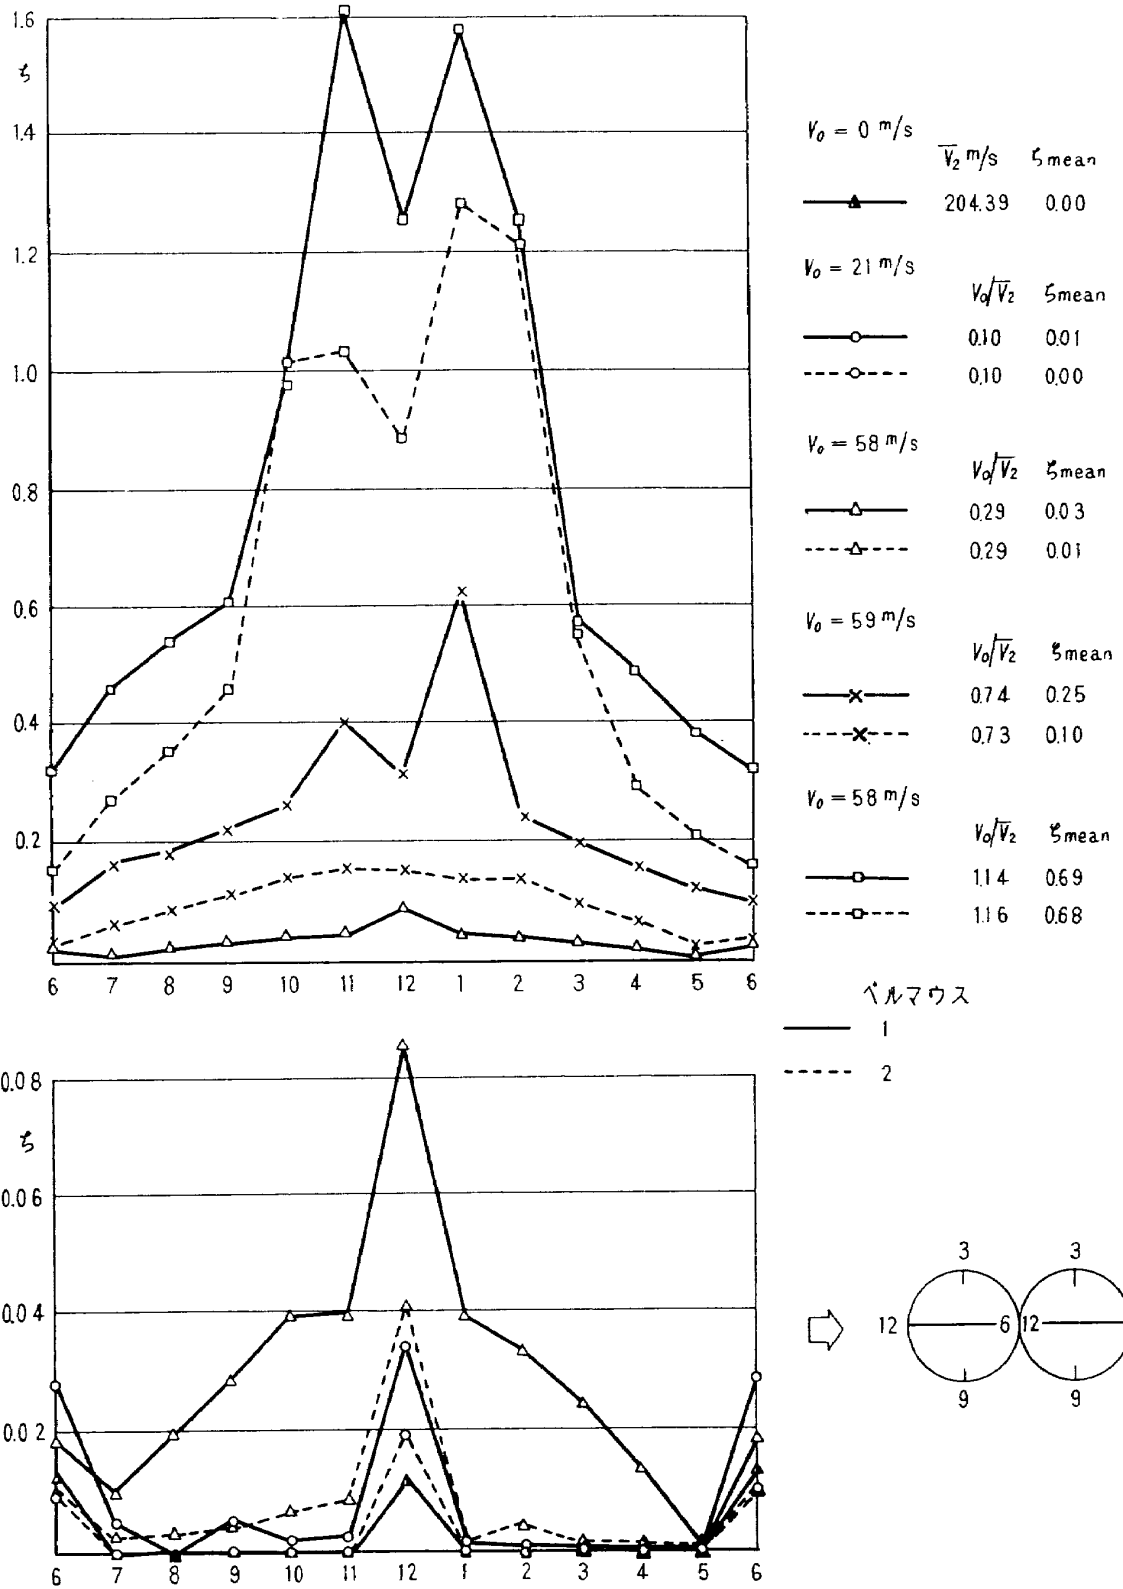 1.6
ζ
1.4
1.2
1.0
0.8
0.6
0.4
0.2
6 7 8 9 10 11 12 1 2 3 4 5 6
V₀ = 0 m/s
V̅₂ m/s ζmean
204.39 0.00
V₀ = 21 m/s
V₀/V̅₂ ζmean
0.10 0.01
0.10 0.00
V₀ = 58 m/s
V₀/V̅₂ ζmean
0.29 0.03
0.29 0.01
V₀ = 59 m/s
V₀/V̅₂ ζmean
0.74 0.25
0.73 0.10
V₀ = 58 m/s
V₀/V̅₂ ζmean
1.14 0.69
1.16 0.68
ベルマウス
1
2
0.08
ζ
0.06
0.04
0.02
6 7 8 9 10 11 12 1 2 3 4 5 6
3 3
12 6 12
9 9